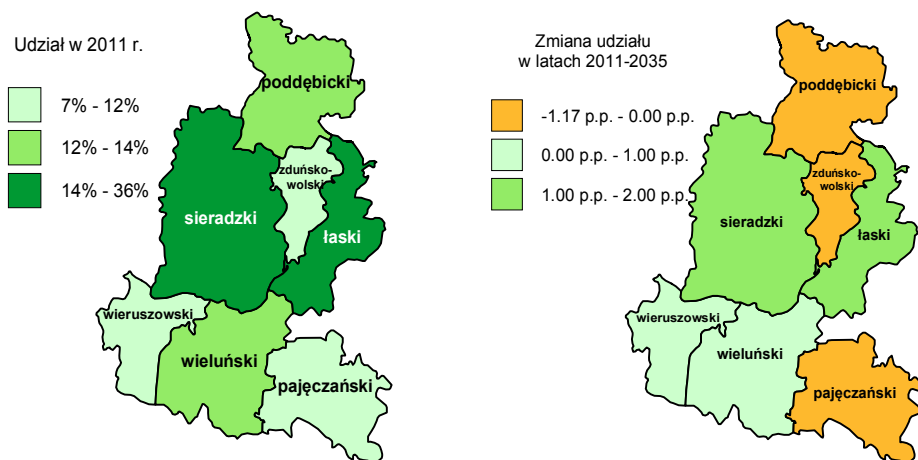 Udział w 2011 r.
7% - 12%
12% - 14%
14% - 36%
poddębicki
zduńsko-
wolski
sieradzki
łaski
wieruszowski
wieluński
pajęczański
Zmiana udziału
w latach 2011-2035
-1.17 p.p. - 0.00 p.p.
0.00 p.p. - 1.00 p.p.
1.00 p.p. - 2.00 p.p.
poddębicki
zduńsko-
wolski
sieradzki
łaski
wieruszowski
wieluński
pajęczański